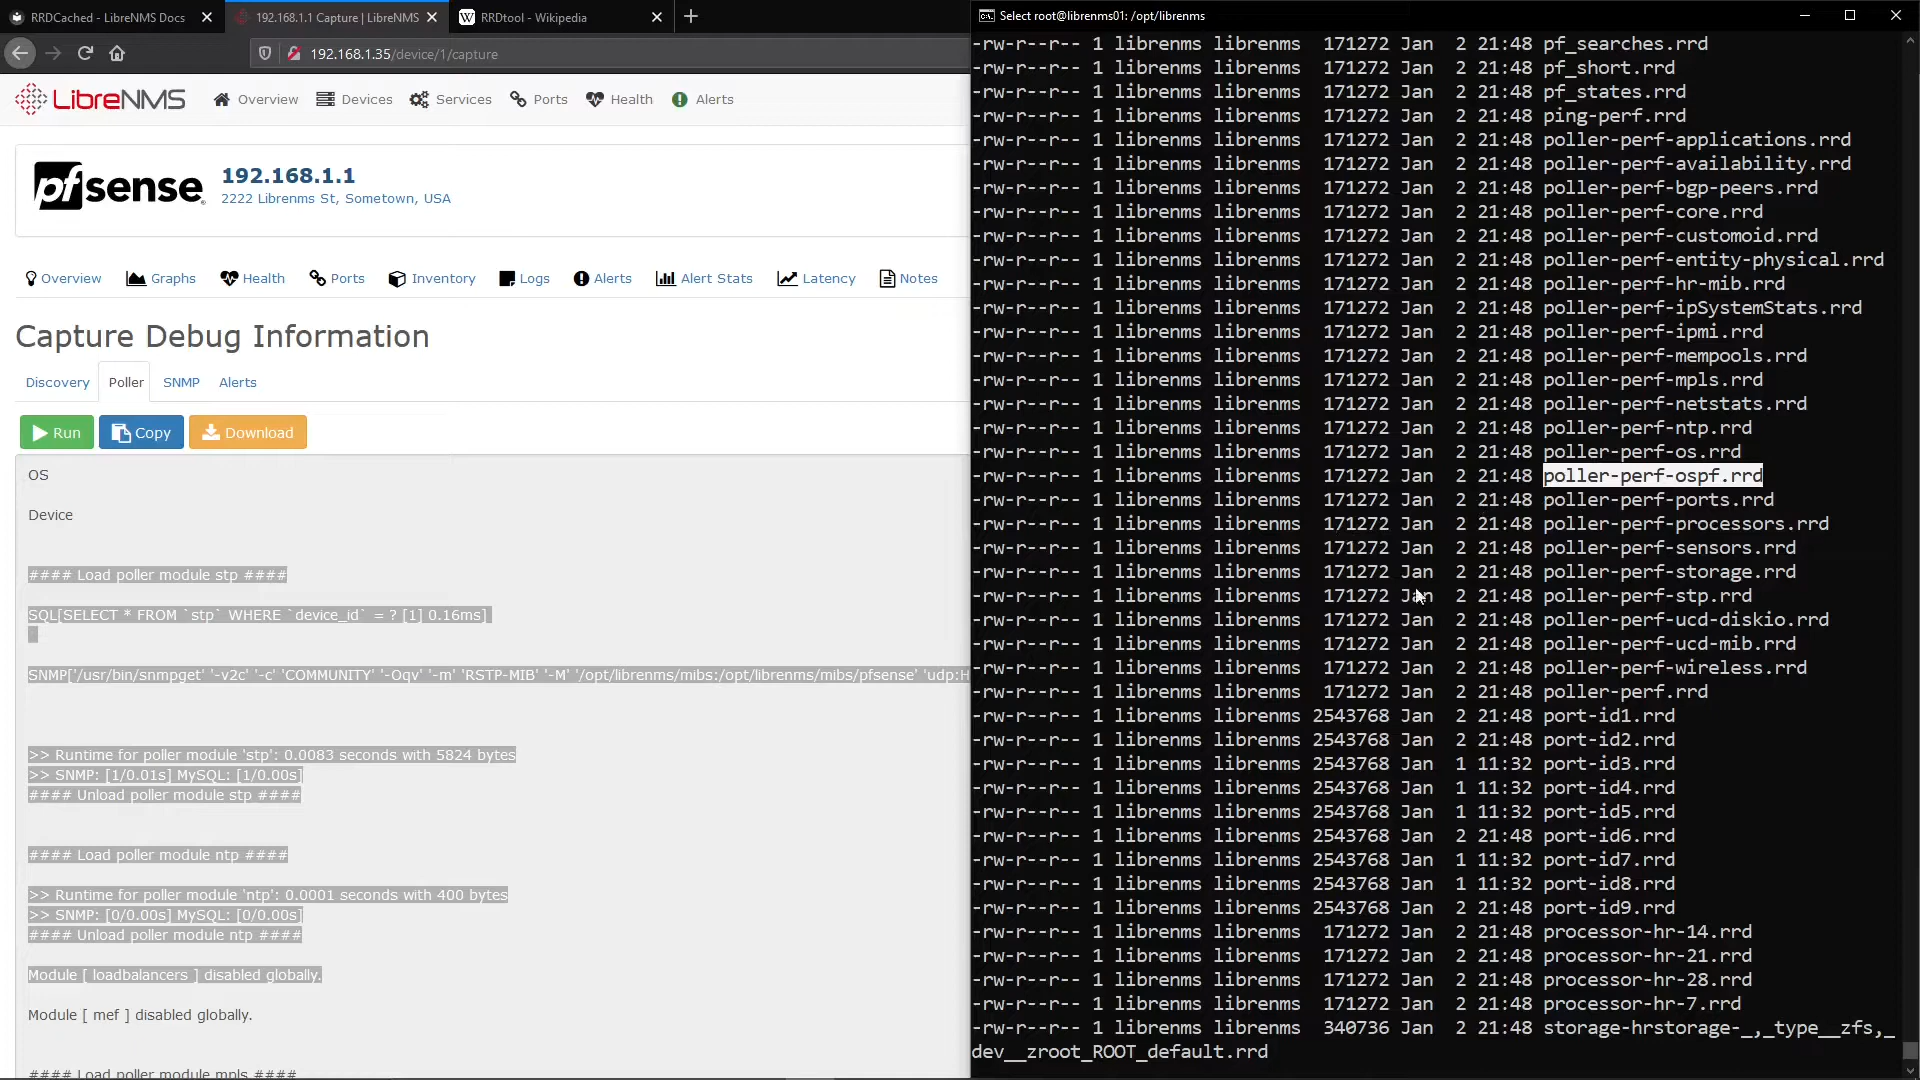 RRDCached - LibreNMS Docs
192.168.1.1 Capture | LibreNMS
W RRDtool - Wikipedia
192.168.1.35/device/1/capture
LibreNMS Overview Devices Services Ports Health Alerts
pfsense
192.168.1.1
2222 Librenms St, Sometown, USA
Overview Graphs Health Ports Inventory Logs Alerts Alert Stats Latency Notes
Capture Debug Information
Discovery Poller SNMP Alerts
Run Copy Download
OS
Device
#### Load poller module stp ####
SQL[SELECT * FROM `stp` WHERE `device_id` = ? [1] 0.16ms]
SNMP['/usr/bin/snmpget' '-v2c' '-c' 'COMMUNITY' '-Oqv' '-m' 'RSTP-MIB' '-M' '/opt/librenms/mibs:/opt/librenms/mibs/pfsense' 'udp:H
>> Runtime for poller module 'stp': 0.0083 seconds with 5824 bytes
>> SNMP: [1/0.01s] MySQL: [1/0.00s]
#### Unload poller module stp ####
#### Load poller module ntp ####
>> Runtime for poller module 'ntp': 0.0001 seconds with 400 bytes
>> SNMP: [0/0.00s] MySQL: [0/0.00s]
#### Unload poller module ntp ####
Module [ loadbalancers ] disabled globally.
Module [ mef ] disabled globally.
#### Load poller module mpls ####
Select root@librenms01: /opt/librenms
-rw-r--r-- 1 librenms librenms 171272 Jan 2 21:48 pf_searches.rrd
-rw-r--r-- 1 librenms librenms 171272 Jan 2 21:48 pf_short.rrd
-rw-r--r-- 1 librenms librenms 171272 Jan 2 21:48 pf_states.rrd
-rw-r--r-- 1 librenms librenms 171272 Jan 2 21:48 ping-perf.rrd
-rw-r--r-- 1 librenms librenms 171272 Jan 2 21:48 poller-perf-applications.rrd
-rw-r--r-- 1 librenms librenms 171272 Jan 2 21:48 poller-perf-availability.rrd
-rw-r--r-- 1 librenms librenms 171272 Jan 2 21:48 poller-perf-bgp-peers.rrd
-rw-r--r-- 1 librenms librenms 171272 Jan 2 21:48 poller-perf-core.rrd
-rw-r--r-- 1 librenms librenms 171272 Jan 2 21:48 poller-perf-customoid.rrd
-rw-r--r-- 1 librenms librenms 171272 Jan 2 21:48 poller-perf-entity-physical.rrd
-rw-r--r-- 1 librenms librenms 171272 Jan 2 21:48 poller-perf-hr-mib.rrd
-rw-r--r-- 1 librenms librenms 171272 Jan 2 21:48 poller-perf-ipSystemStats.rrd
-rw-r--r-- 1 librenms librenms 171272 Jan 2 21:48 poller-perf-ipmi.rrd
-rw-r--r-- 1 librenms librenms 171272 Jan 2 21:48 poller-perf-mempools.rrd
-rw-r--r-- 1 librenms librenms 171272 Jan 2 21:48 poller-perf-mpls.rrd
-rw-r--r-- 1 librenms librenms 171272 Jan 2 21:48 poller-perf-netstats.rrd
-rw-r--r-- 1 librenms librenms 171272 Jan 2 21:48 poller-perf-ntp.rrd
-rw-r--r-- 1 librenms librenms 171272 Jan 2 21:48 poller-perf-os.rrd
-rw-r--r-- 1 librenms librenms 171272 Jan 2 21:48 poller-perf-ospf.rrd
-rw-r--r-- 1 librenms librenms 171272 Jan 2 21:48 poller-perf-ports.rrd
-rw-r--r-- 1 librenms librenms 171272 Jan 2 21:48 poller-perf-processors.rrd
-rw-r--r-- 1 librenms librenms 171272 Jan 2 21:48 poller-perf-sensors.rrd
-rw-r--r-- 1 librenms librenms 171272 Jan 2 21:48 poller-perf-storage.rrd
-rw-r--r-- 1 librenms librenms 171272 Jan 2 21:48 poller-perf-stp.rrd
-rw-r--r-- 1 librenms librenms 171272 Jan 2 21:48 poller-perf-ucd-diskio.rrd
-rw-r--r-- 1 librenms librenms 171272 Jan 2 21:48 poller-perf-ucd-mib.rrd
-rw-r--r-- 1 librenms librenms 171272 Jan 2 21:48 poller-perf-wireless.rrd
-rw-r--r-- 1 librenms librenms 171272 Jan 2 21:48 poller-perf.rrd
-rw-r--r-- 1 librenms librenms 2543768 Jan 2 21:48 port-id1.rrd
-rw-r--r-- 1 librenms librenms 2543768 Jan 2 21:48 port-id2.rrd
-rw-r--r-- 1 librenms librenms 2543768 Jan 1 11:32 port-id3.rrd
-rw-r--r-- 1 librenms librenms 2543768 Jan 1 11:32 port-id4.rrd
-rw-r--r-- 1 librenms librenms 2543768 Jan 1 11:32 port-id5.rrd
-rw-r--r-- 1 librenms librenms 2543768 Jan 2 21:48 port-id6.rrd
-rw-r--r-- 1 librenms librenms 2543768 Jan 1 11:32 port-id7.rrd
-rw-r--r-- 1 librenms librenms 2543768 Jan 1 11:32 port-id8.rrd
-rw-r--r-- 1 librenms librenms 2543768 Jan 2 21:48 port-id9.rrd
-rw-r--r-- 1 librenms librenms 171272 Jan 2 21:48 processor-hr-14.rrd
-rw-r--r-- 1 librenms librenms 171272 Jan 2 21:48 processor-hr-21.rrd
-rw-r--r-- 1 librenms librenms 171272 Jan 2 21:48 processor-hr-28.rrd
-rw-r--r-- 1 librenms librenms 171272 Jan 2 21:48 processor-hr-7.rrd
-rw-r--r-- 1 librenms librenms 340736 Jan 2 21:48 storage-hrstorage-_,_type__zfs,_
dev__zroot_ROOT_default.rrd